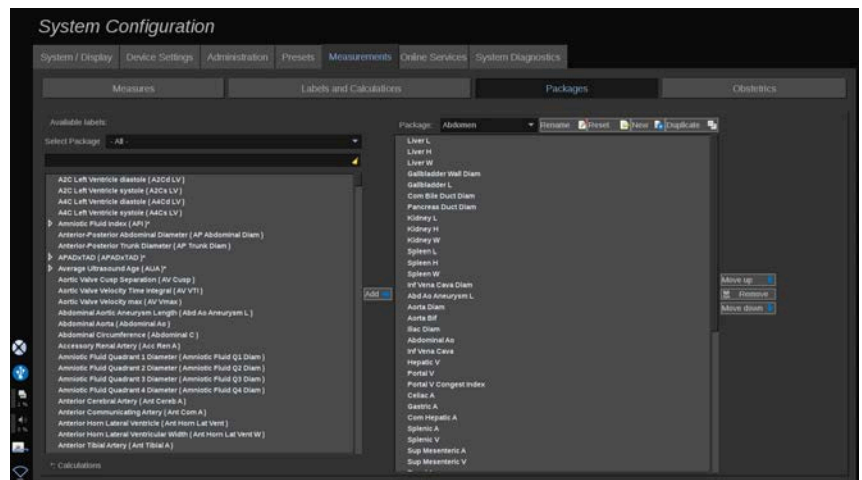 System Configuration
System / Display Device Settings Administration Presets Measurements Online Services System Diagnostics
Measures Labels and Calculations Packages Obstetrics
Available labels:
Select Package - All -
A2C Left Ventricle diastole ( A2Cd LV )
A2C Left Ventricle systole ( A2Cs LV )
A4C Left Ventricle diastole ( A4Cd LV )
A4C Left Ventricle systole ( A4Cs LV )
Amniotic Fluid Index ( AFI )*
Anterior-Posterior Abdominal Diameter ( AP Abdominal Diam )
Anterior-Posterior Trunk Diameter ( AP Trunk Diam )
APADxTAD ( APADxTAD )*
Average Ultrasound Age ( AUA )*
Aortic Valve Cusp Separation ( AV Cusp )
Aortic Valve Velocity Time Integral ( AV VTI )
Aortic Valve Velocity max ( AV Vmax )
Abdominal Aortic Aneurysm Length ( Abd Ao Aneurysm L )
Abdominal Aorta ( Abdominal Ao )
Abdominal Circumference ( Abdominal C )
Accessory Renal Artery ( Acc Ren A )
Amniotic Fluid Quadrant 1 Diameter ( Amniotic Fluid Q1 Diam )
Amniotic Fluid Quadrant 2 Diameter ( Amniotic Fluid Q2 Diam )
Amniotic Fluid Quadrant 3 Diameter ( Amniotic Fluid Q3 Diam )
Amniotic Fluid Quadrant 4 Diameter ( Amniotic Fluid Q4 Diam )
Anterior Cerebral Artery ( Ant Cereb A )
Anterior Communicating Artery ( Ant Com A )
Anterior Horn Lateral Ventricle ( Ant Horn Lat Vent )
Anterior Horn Lateral Ventricular Width ( Ant Horn Lat Vent W )
Anterior Tibial Artery ( Ant Tibial A )
*: Calculations
Add
Package: Abdomen Rename Reset New Duplicate
Liver L
Liver H
Liver W
Gallbladder Wall Diam
Gallbladder L
Com Bile Duct Diam
Pancreas Duct Diam
Kidney L
Kidney H
Kidney W
Spleen L
Spleen H
Spleen W
Inf Vena Cava Diam
Abd Ao Aneurysm L
Aorta Diam
Aorta Bif
Iliac Diam
Abdominal Ao
Inf Vena Cava
Hepatic V
Portal V
Portal V Congest Index
Celiac A
Gastric A
Com Hepatic A
Splenic A
Splenic V
Sup Mesenteric A
Sup Mesenteric V
Move up
Remove
Move down